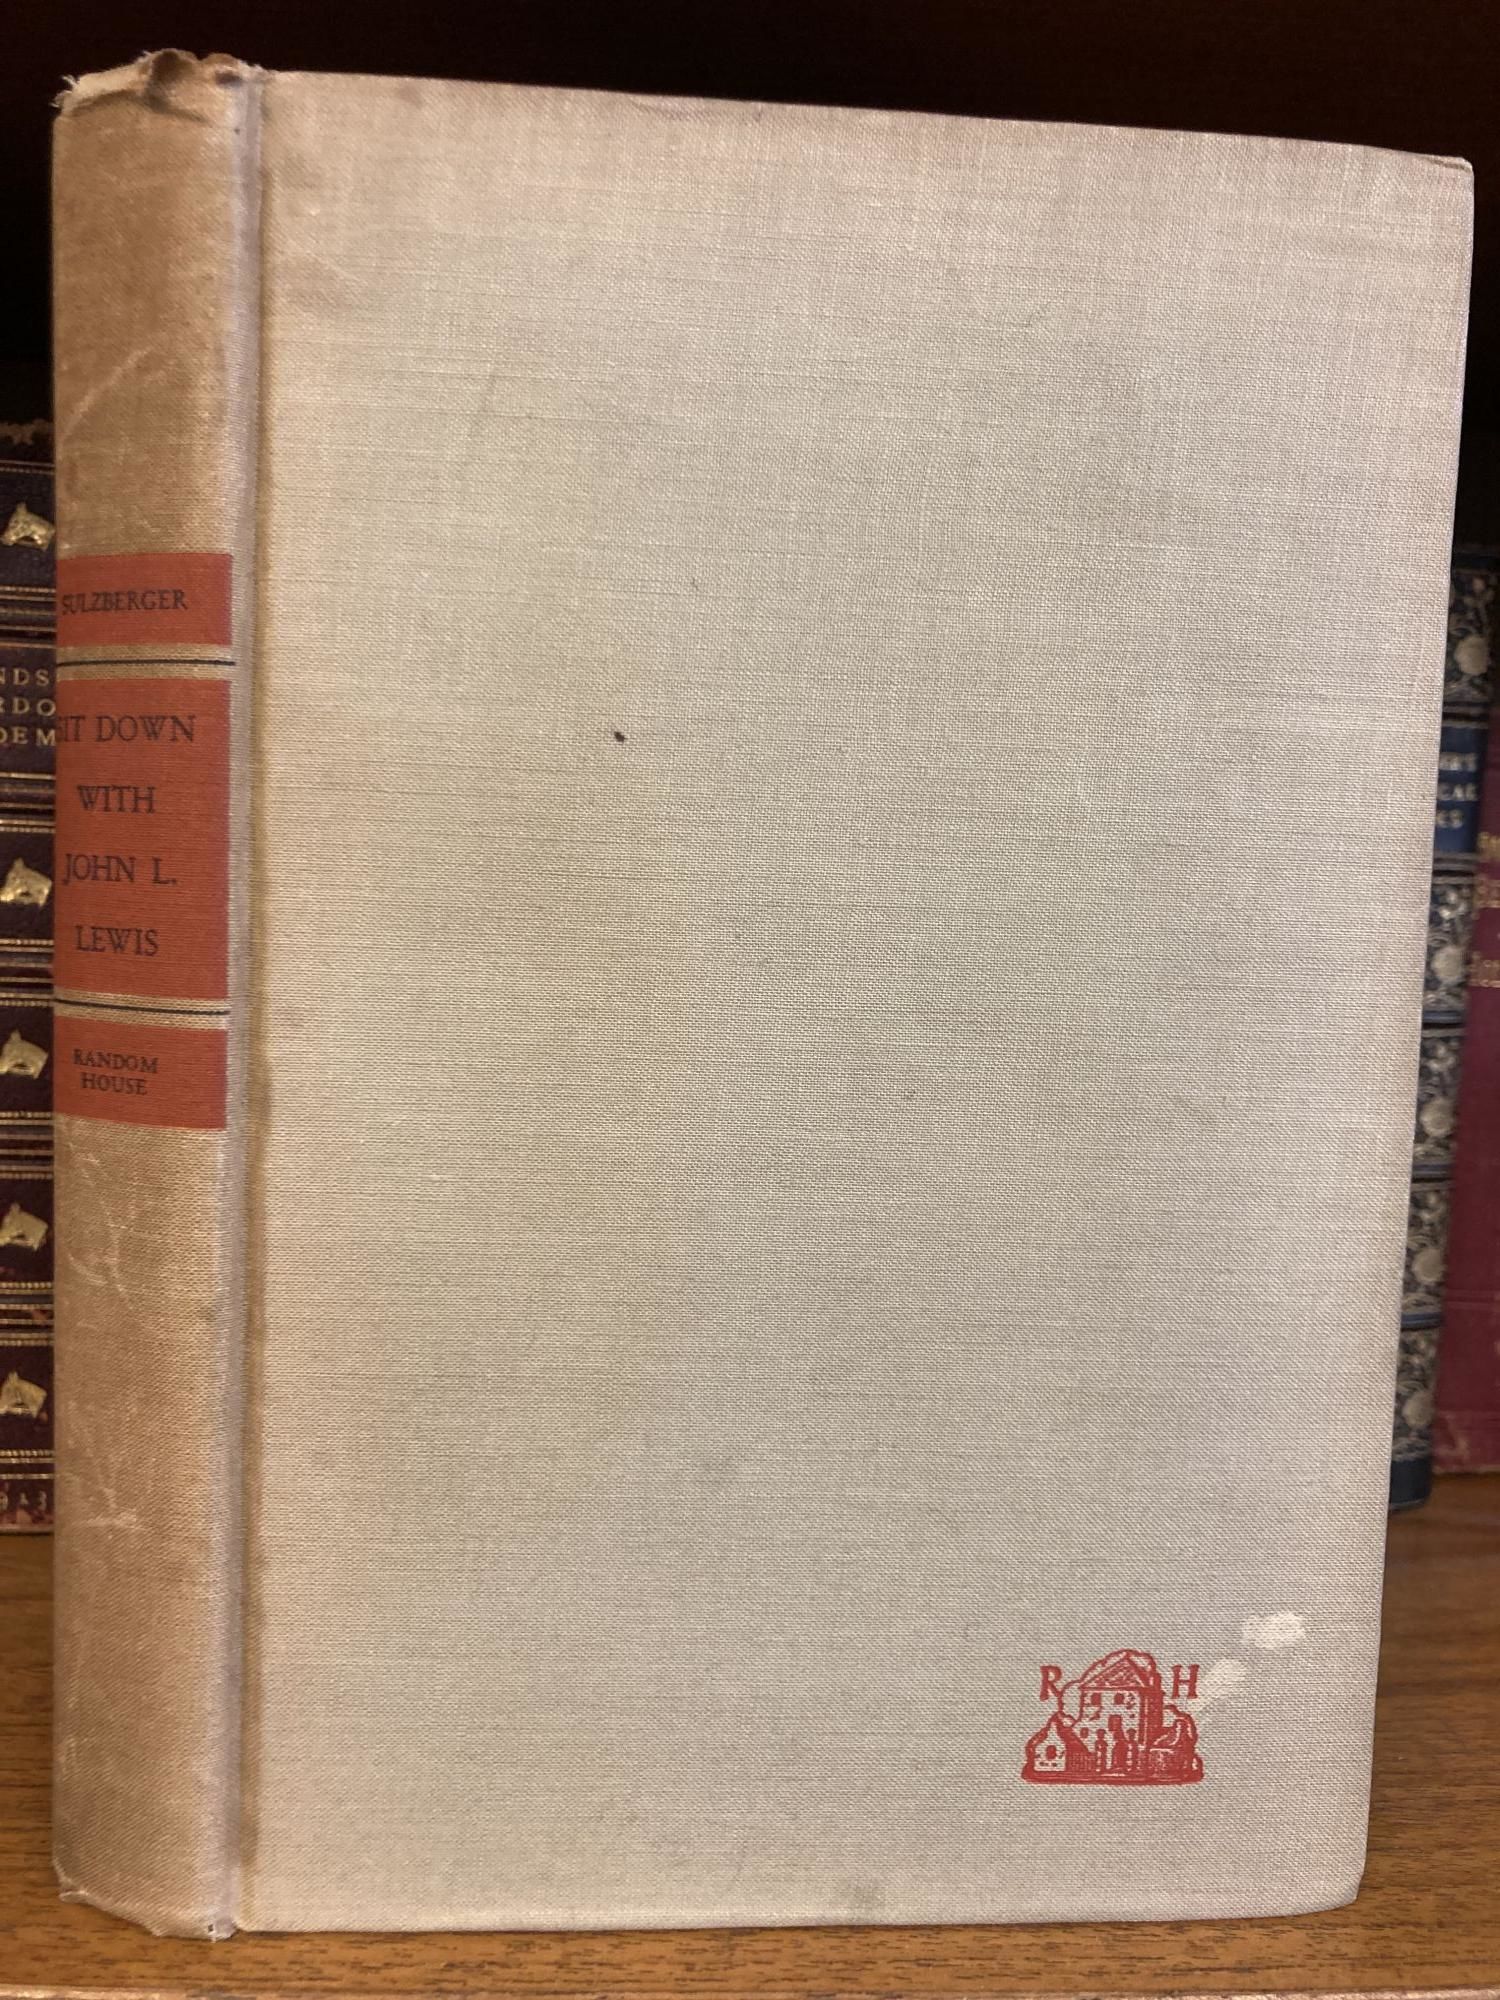 SULZBERGER
SIT DOWN
WITH
JOHN L.
LEWIS
RANDOM
HOUSE
R H